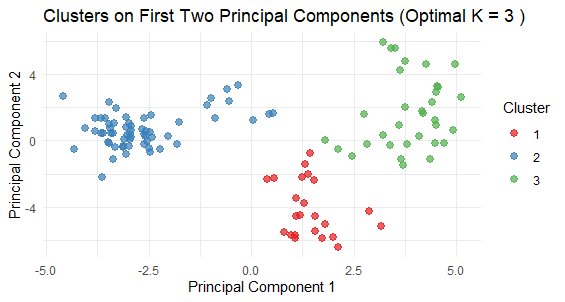 Clusters on First Two Principal Components (Optimal K = 3 )
Principal Component 2
4
0
-4
-5.0
-2.5
0.0
2.5
5.0
Principal Component 1
Cluster
1
2
3